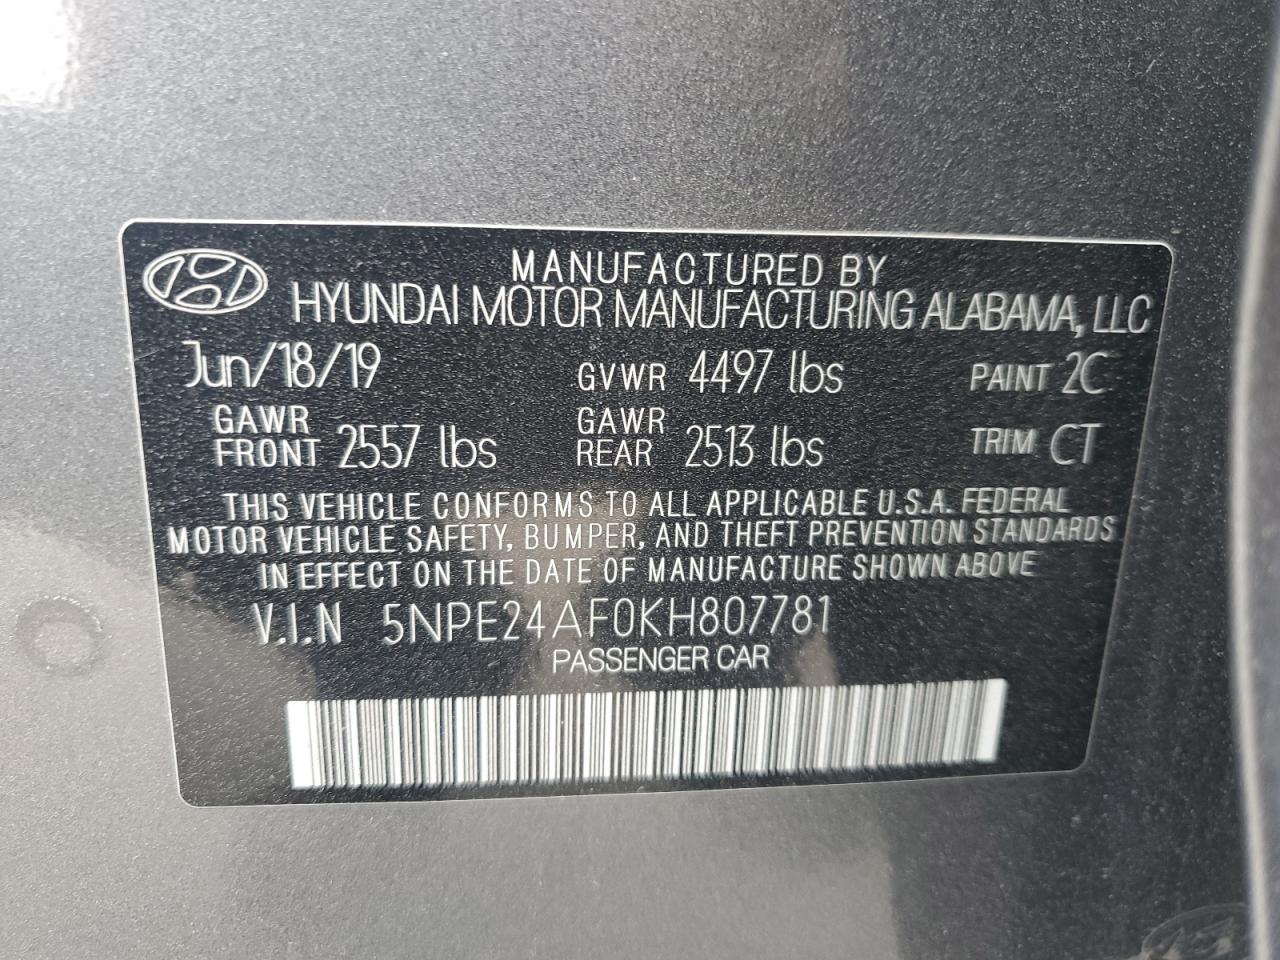 MANUFACTURED BY
HYUNDAI MOTOR MANUFACTURING ALABAMA, LLC
Jun/18/19 GVWR 4497 lbs PAINT 2C
GAWR FRONT 2557 lbs GAWR REAR 2513 lbs TRIM CT
THIS VEHICLE CONFORMS TO ALL APPLICABLE U.S.A. FEDERAL
MOTOR VEHICLE SAFETY, BUMPER, AND THEFT PREVENTION STANDARDS
IN EFFECT ON THE DATE OF MANUFACTURE SHOWN ABOVE
V.I.N 5NPE24AF0KH807781
PASSENGER CAR